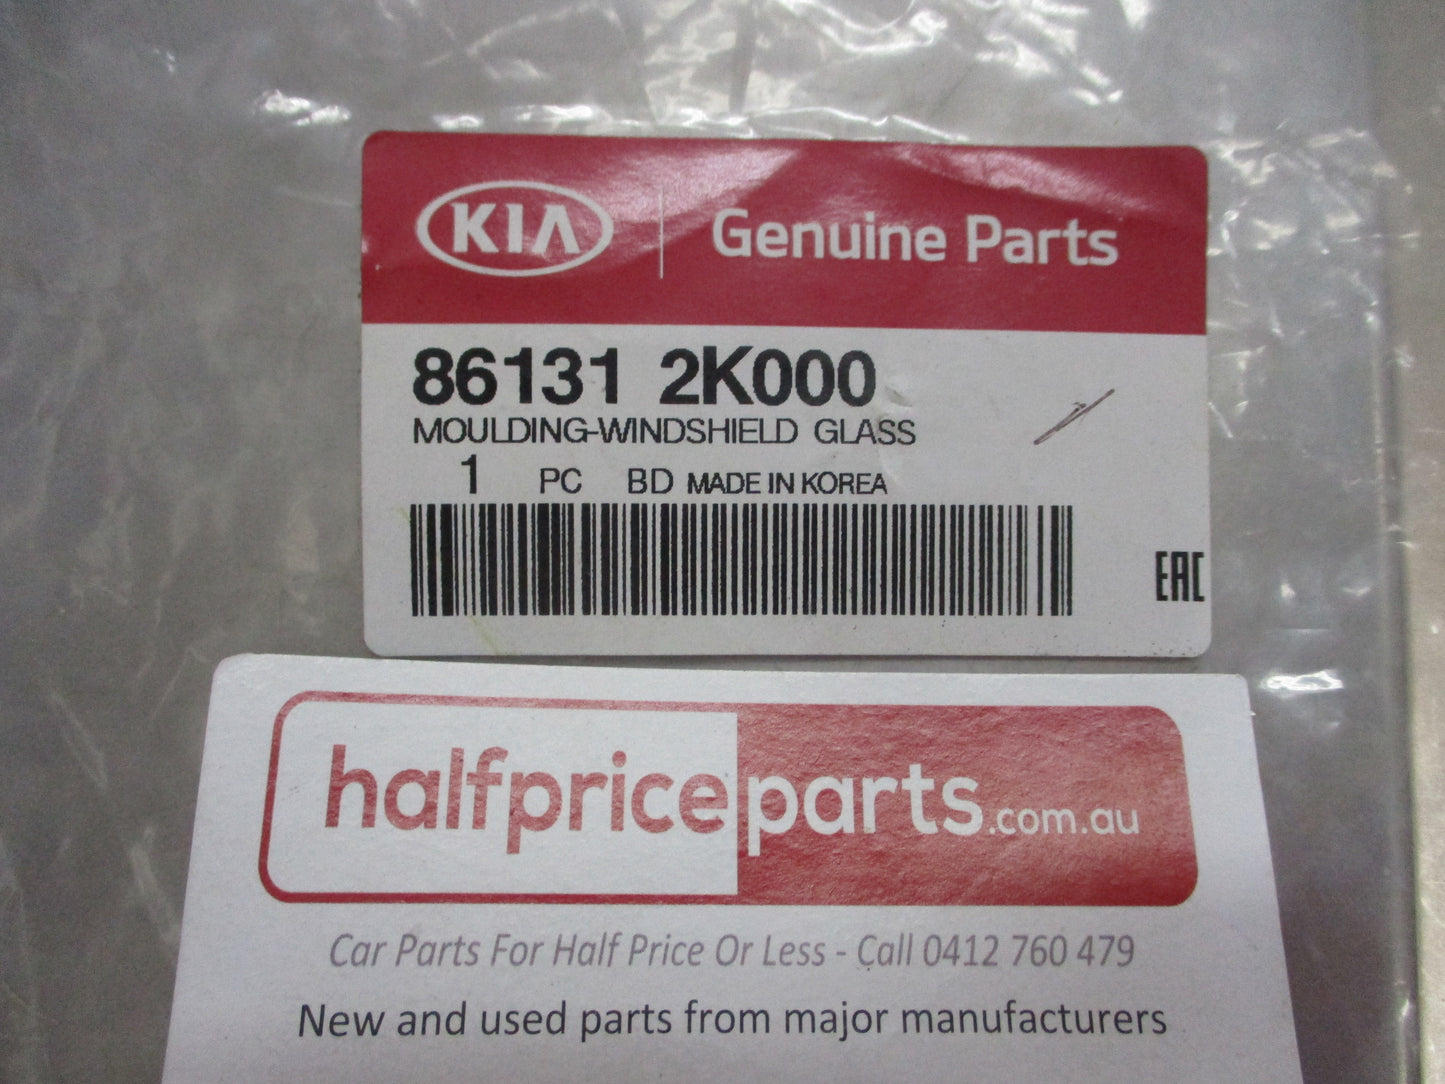 KIA Genuine Parts
86131 2K000
MOULDING-WINDSHIELD GLASS
1 PC BD MADE IN KOREA
EAC
halfpriceparts.com.au
Car Parts For Half Price Or Less - Call 0412 760 479
New and used parts from major manufacturers